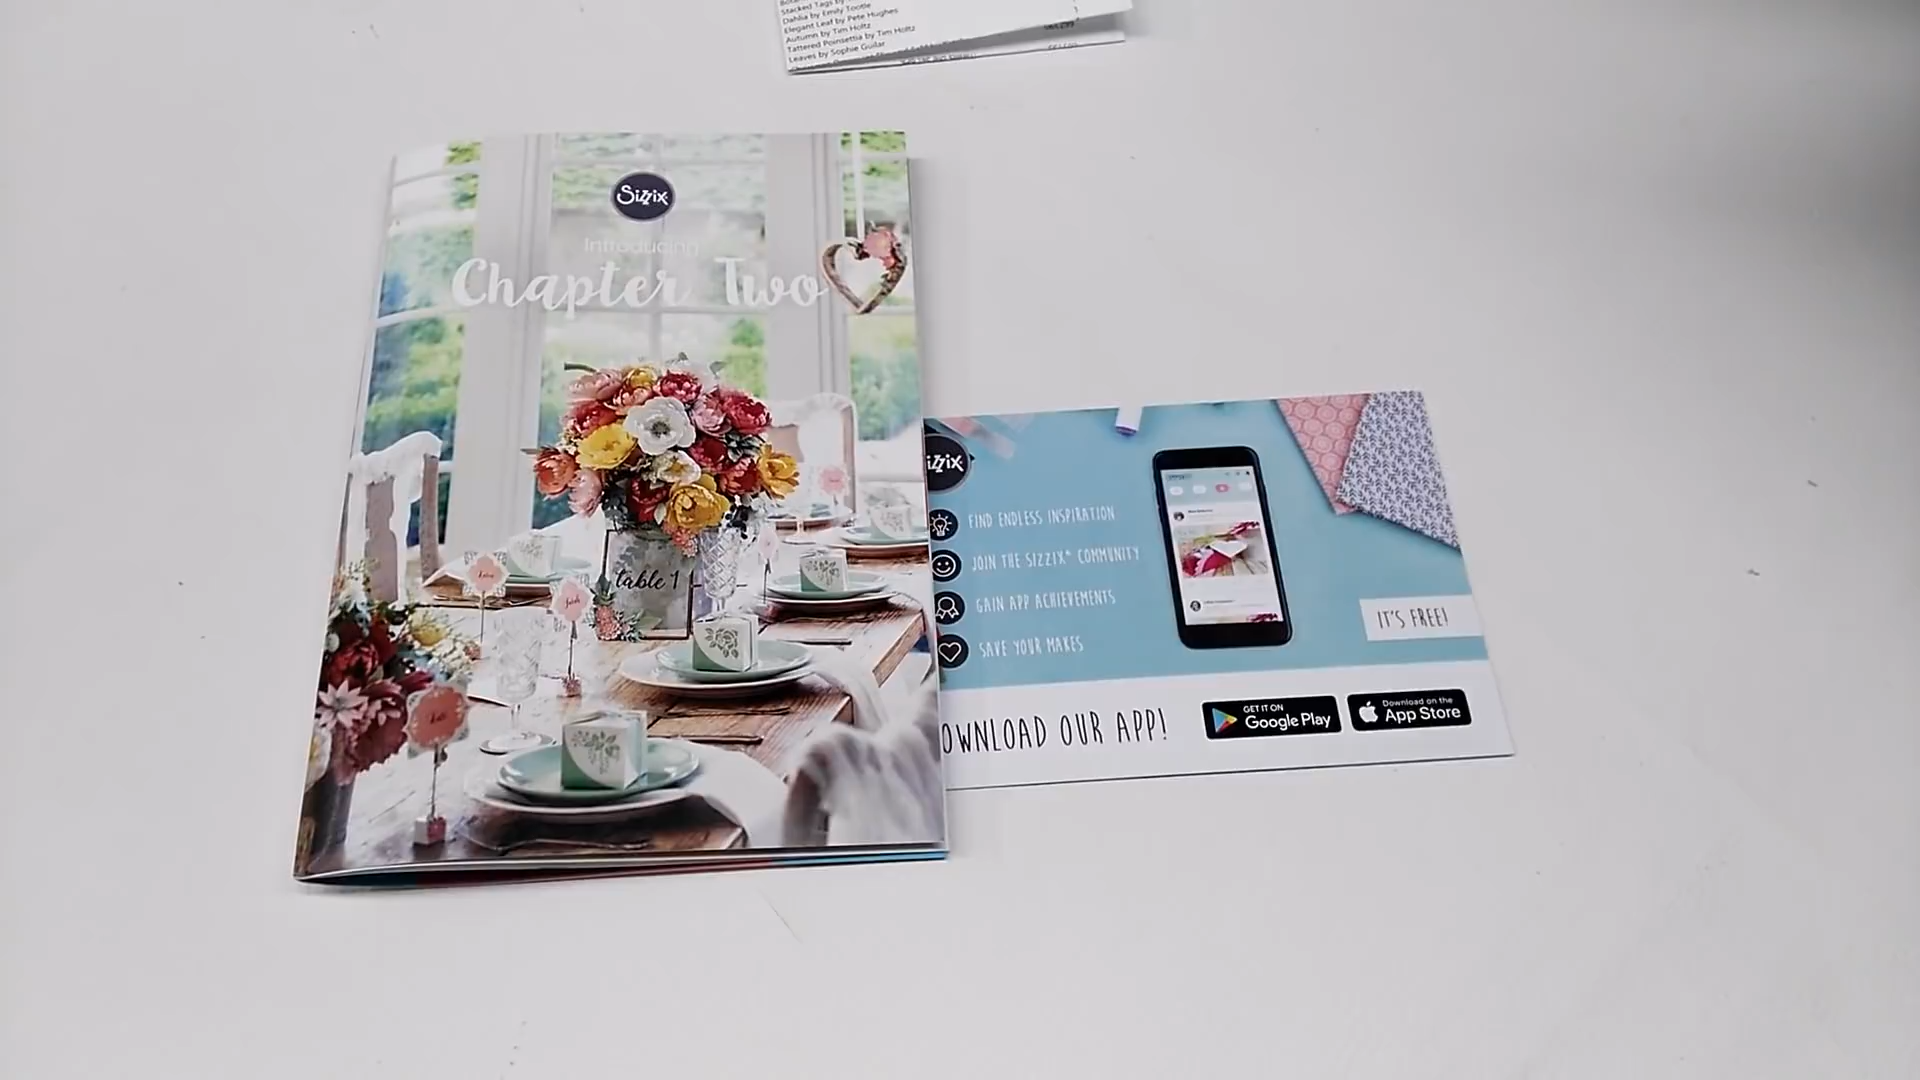 Stacked Tags by
Dahlia by Emily Tootle
Elegant Leaf by Pete Hughes
Autumn by Tim Holtz
Tattered Poinsettia by Tim Holtz
Leaves by Sophie Guilar
Sizzix
Introducing
Chapter Two
table 1
izzix
FIND ENDLESS INSPIRATION
JOIN THE SIZZIX® COMMUNITY
GAIN APP ACHIEVEMENTS
SAVE YOUR MAKES
IT'S FREE!
OWNLOAD OUR APP!
GET IT ON
Google Play
Download on the
App Store